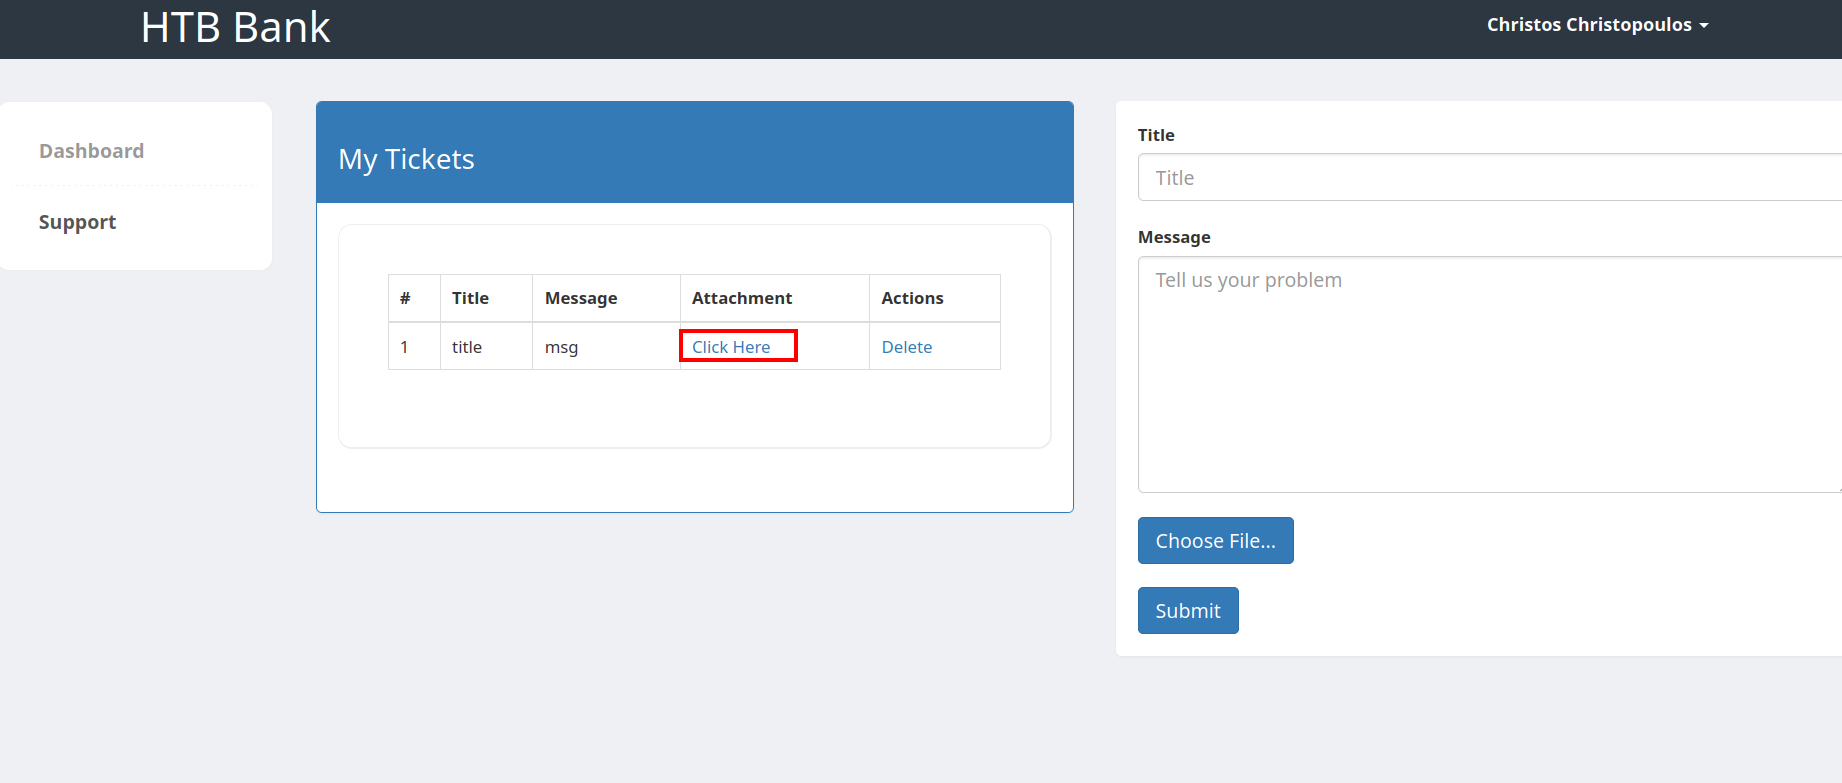 HTB Bank
Christos Christopoulos
Dashboard
Support
My Tickets
# Title Message Attachment Actions
1 title msg Click Here Delete
Title
Title
Message
Tell us your problem
Choose File...
Submit